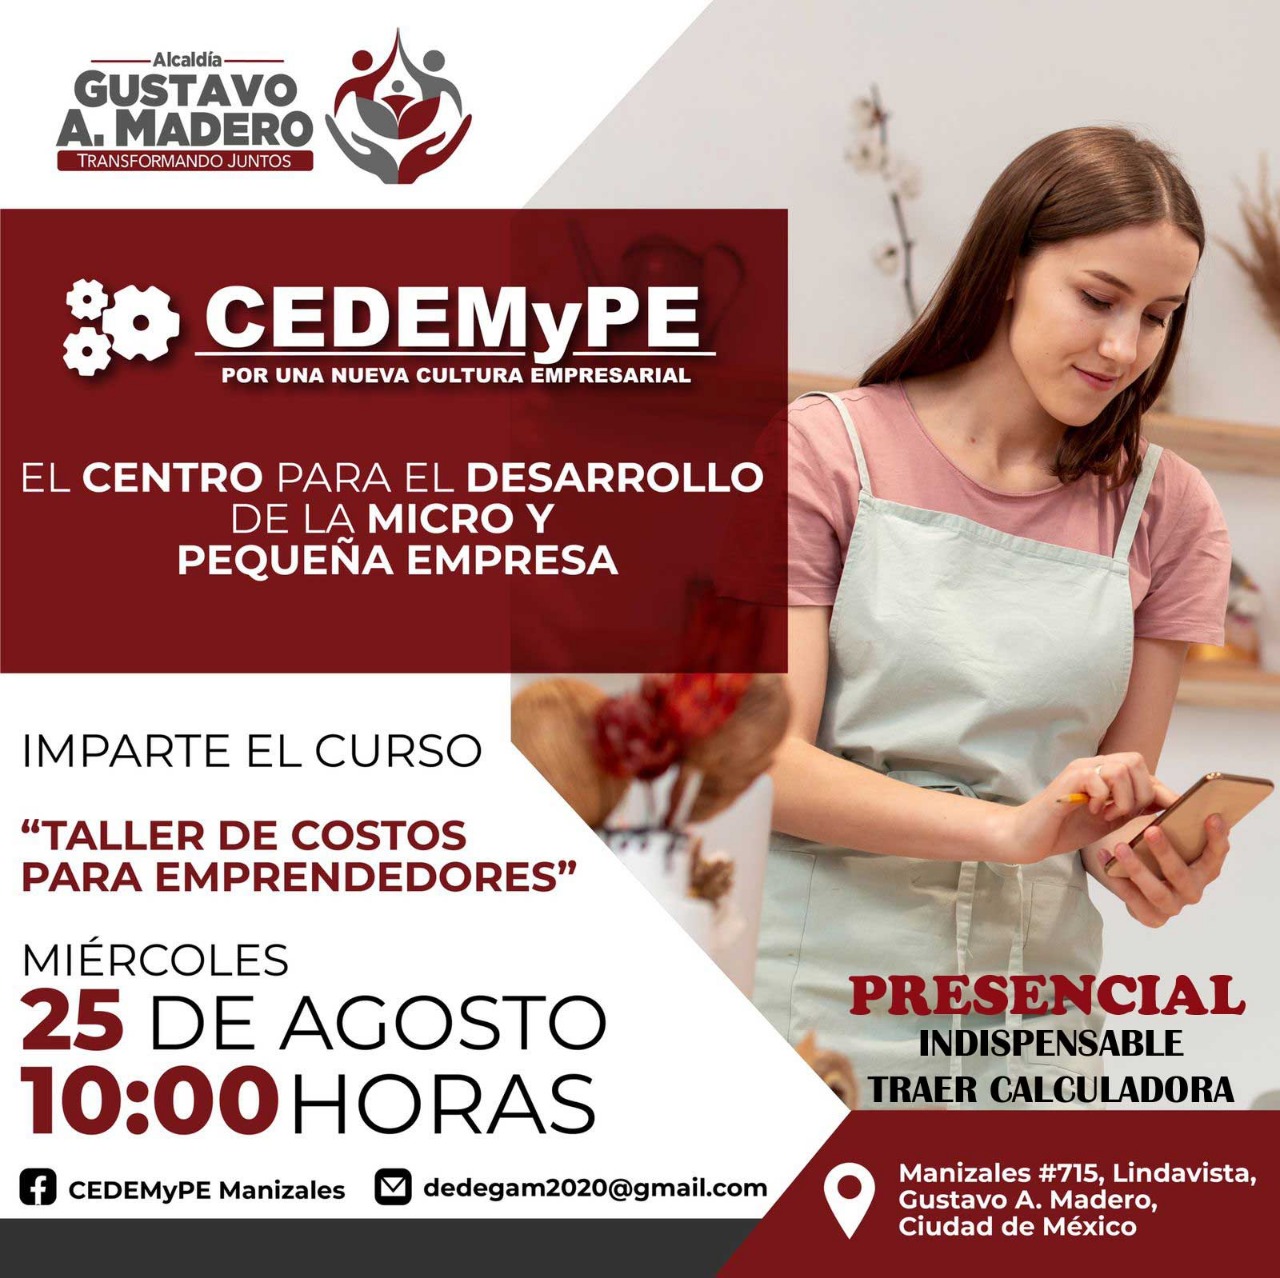 Alcaldía
GUSTAVO
A. MADERO
TRANSFORMANDO JUNTOS
CEDEMyPE
POR UNA NUEVA CULTURA EMPRESARIAL
EL CENTRO PARA EL DESARROLLO
DE LA MICRO Y
PEQUEÑA EMPRESA
IMPARTE EL CURSO
“TALLER DE COSTOS
PARA EMPRENDEDORES”
MIÉRCOLES
25 DE AGOSTO
10:00 HORAS
CEDEMyPE Manizales
dedegam2020@gmail.com
PRESENCIAL
INDISPENSABLE
TRAER CALCULADORA
Manizales #715, Lindavista,
Gustavo A. Madero,
Ciudad de México